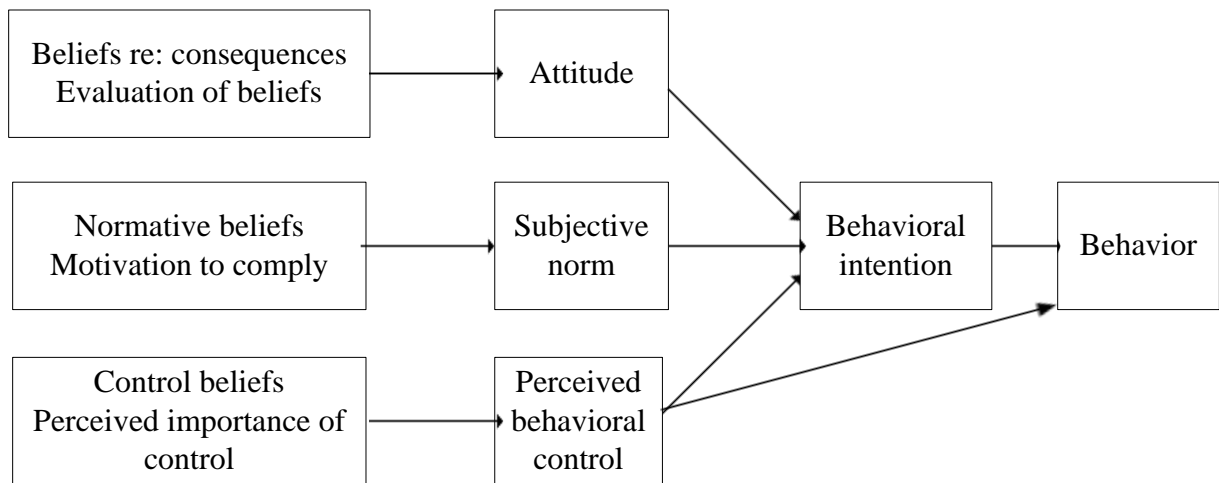 Beliefs re: consequences
Evaluation of beliefs
Attitude
Normative beliefs
Motivation to comply
Subjective
norm
Behavioral
intention
Behavior
Control beliefs
Perceived importance of
control
Perceived
behavioral
control